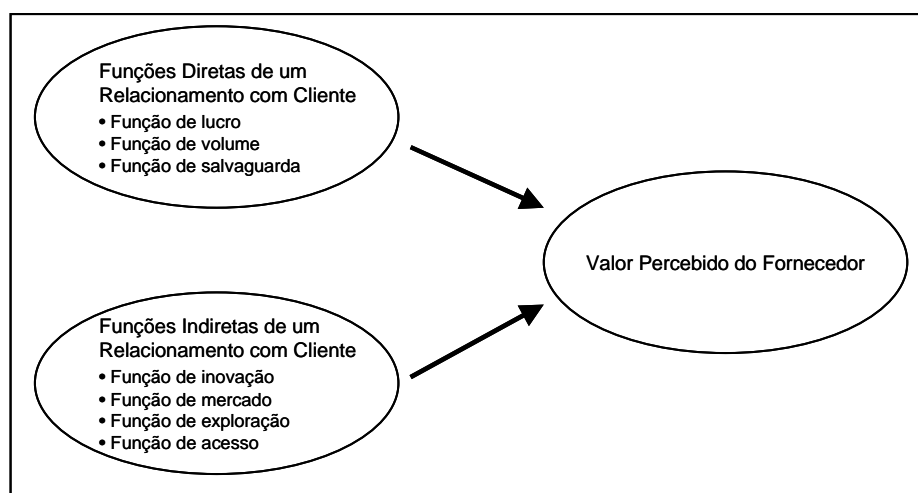 Funções Diretas de um
Relacionamento com Cliente
• Função de lucro
• Função de volume
• Função de salvaguarda
Valor Percebido do Fornecedor
Funções Indiretas de um
Relacionamento com Cliente
• Função de inovação
• Função de mercado
• Função de exploração
• Função de acesso